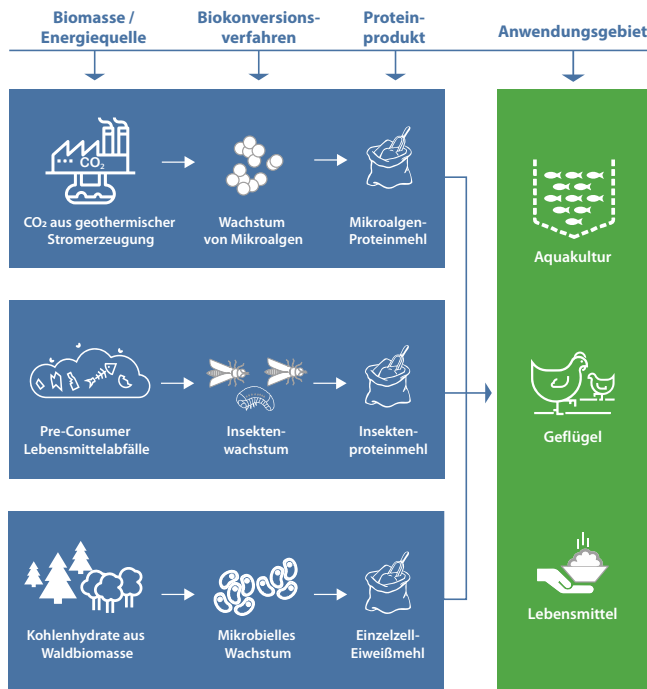 Biomasse /
Energiequelle
Biokonversions-
verfahren
Protein-
produkt
Anwendungsgebiet
CO₂
CO₂ aus geothermischer
Stromerzeugung
Wachstum
von Mikroalgen
Mikroalgen-
Proteinmehl
Pre-Consumer
Lebensmittelabfälle
Insekten-
wachstum
Insekten-
proteinmehl
Kohlenhydrate aus
Waldbiomasse
Mikrobielles
Wachstum
Einzelzell-
Eiweißmehl
Aquakultur
Geflügel
Lebensmittel